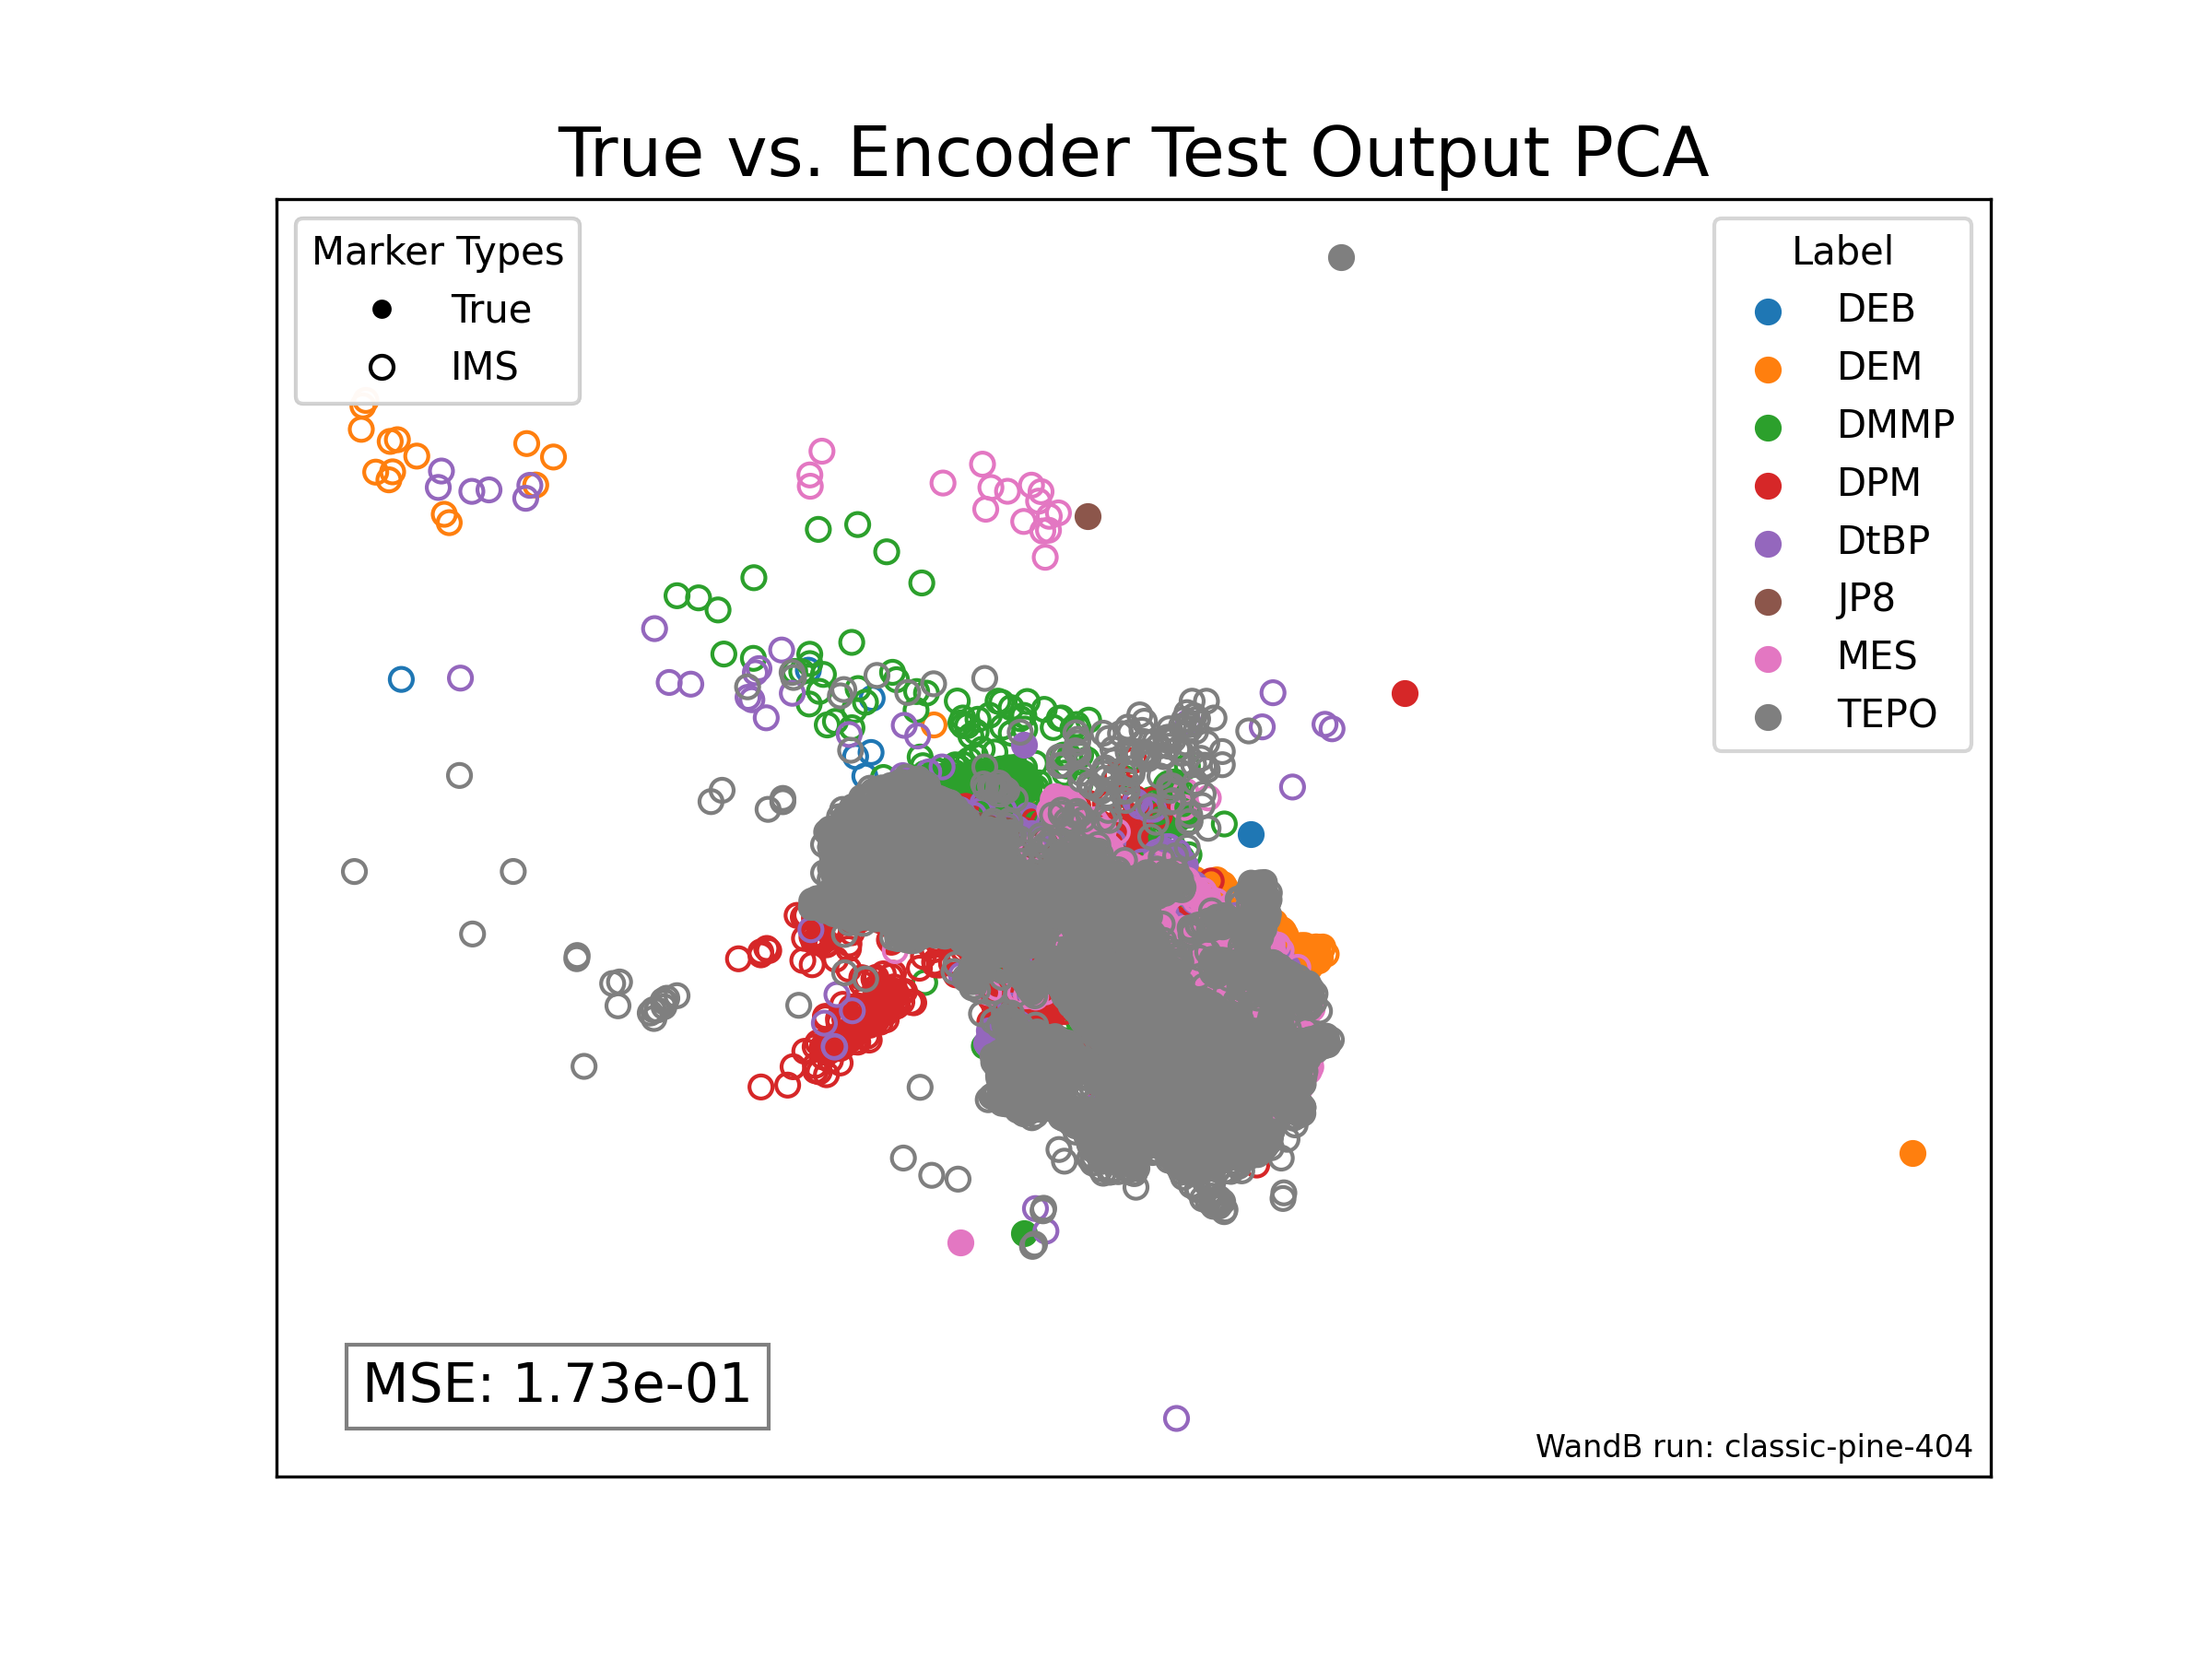 True vs. Encoder Test Output PCA
Marker Types
True
IMS
Label
DEB
DEM
DMMP
DPM
DtBP
JP8
MES
TEPO
MSE: 1.73e-01
WandB run: classic-pine-404